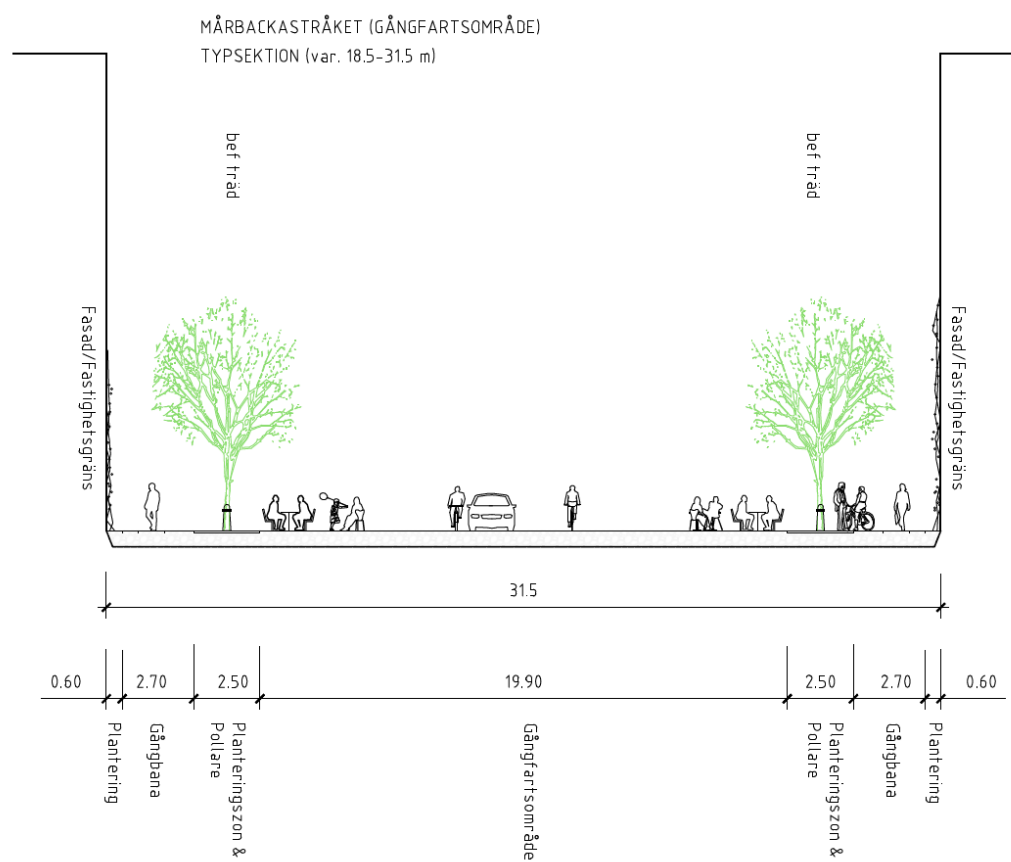 MÅRBACKASTRÅKET (GÅNGFARTSOMRÅDE)
TYPSEKTION (var. 18.5-31.5 m)
bef träd
bef träd
Fasad/Fastighetsgräns
Fasad/Fastighetsgräns
31.5
0.60
2.70
2.50
19.90
2.50
2.70
0.60
Plantering
Gångbana
Planteringszon &
Pollare
Gångfartsområde
Planteringszon &
Pollare
Gångbana
Plantering